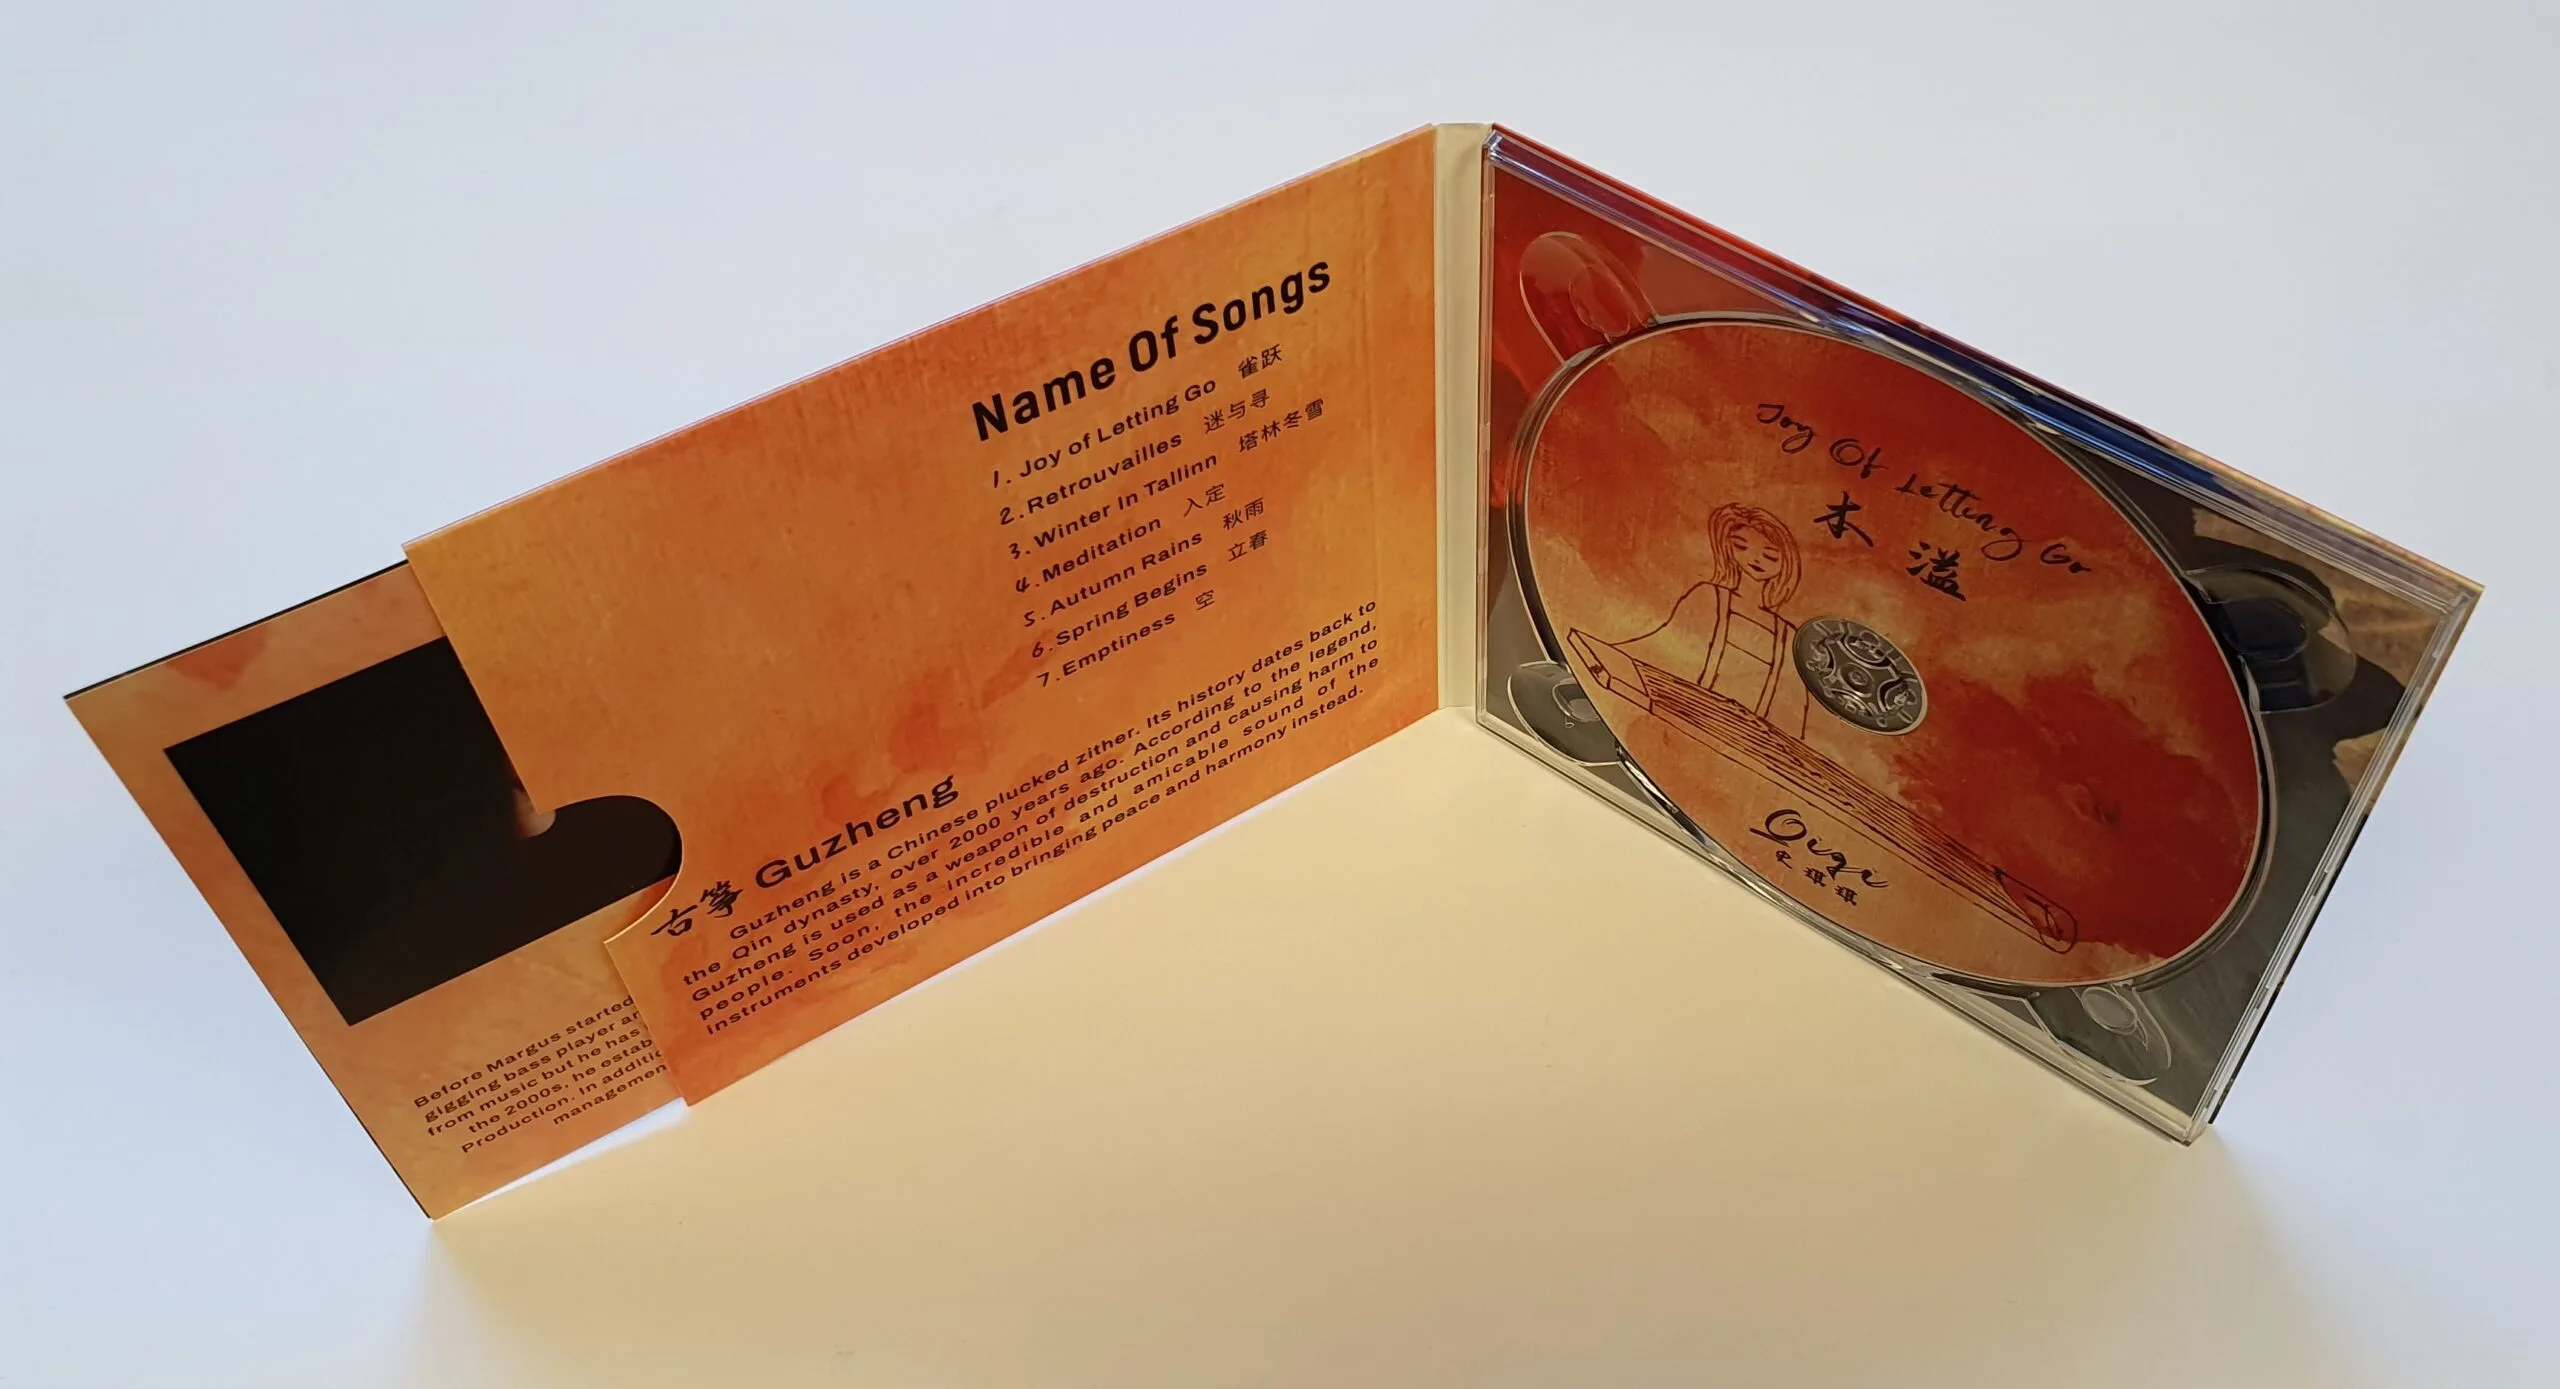 Name Of Songs
1. Joy of Letting Go 雀跃
2. Retrouvailles 迷与寻
3. Winter In Tallinn 塔林冬雪
4. Meditation 入定
5. Autumn Rains 秋雨
6. Spring Begins 立春
7. Emptiness 空
古筝 Guzheng
Guzheng is a Chinese plucked zither. Its history dates back to
the Qin dynasty, over 2000 years ago. According to the legend,
Guzheng is used as a weapon of destruction and causing harm to
people. Soon, the incredible and amicable sound of the
instruments developed into bringing peace and harmony instead.
Before Margus started
gigging bass player
from music but he has
the 2000s, he
Production. In
Joy Of Letting Go
本溢
Qiqi
琪琪